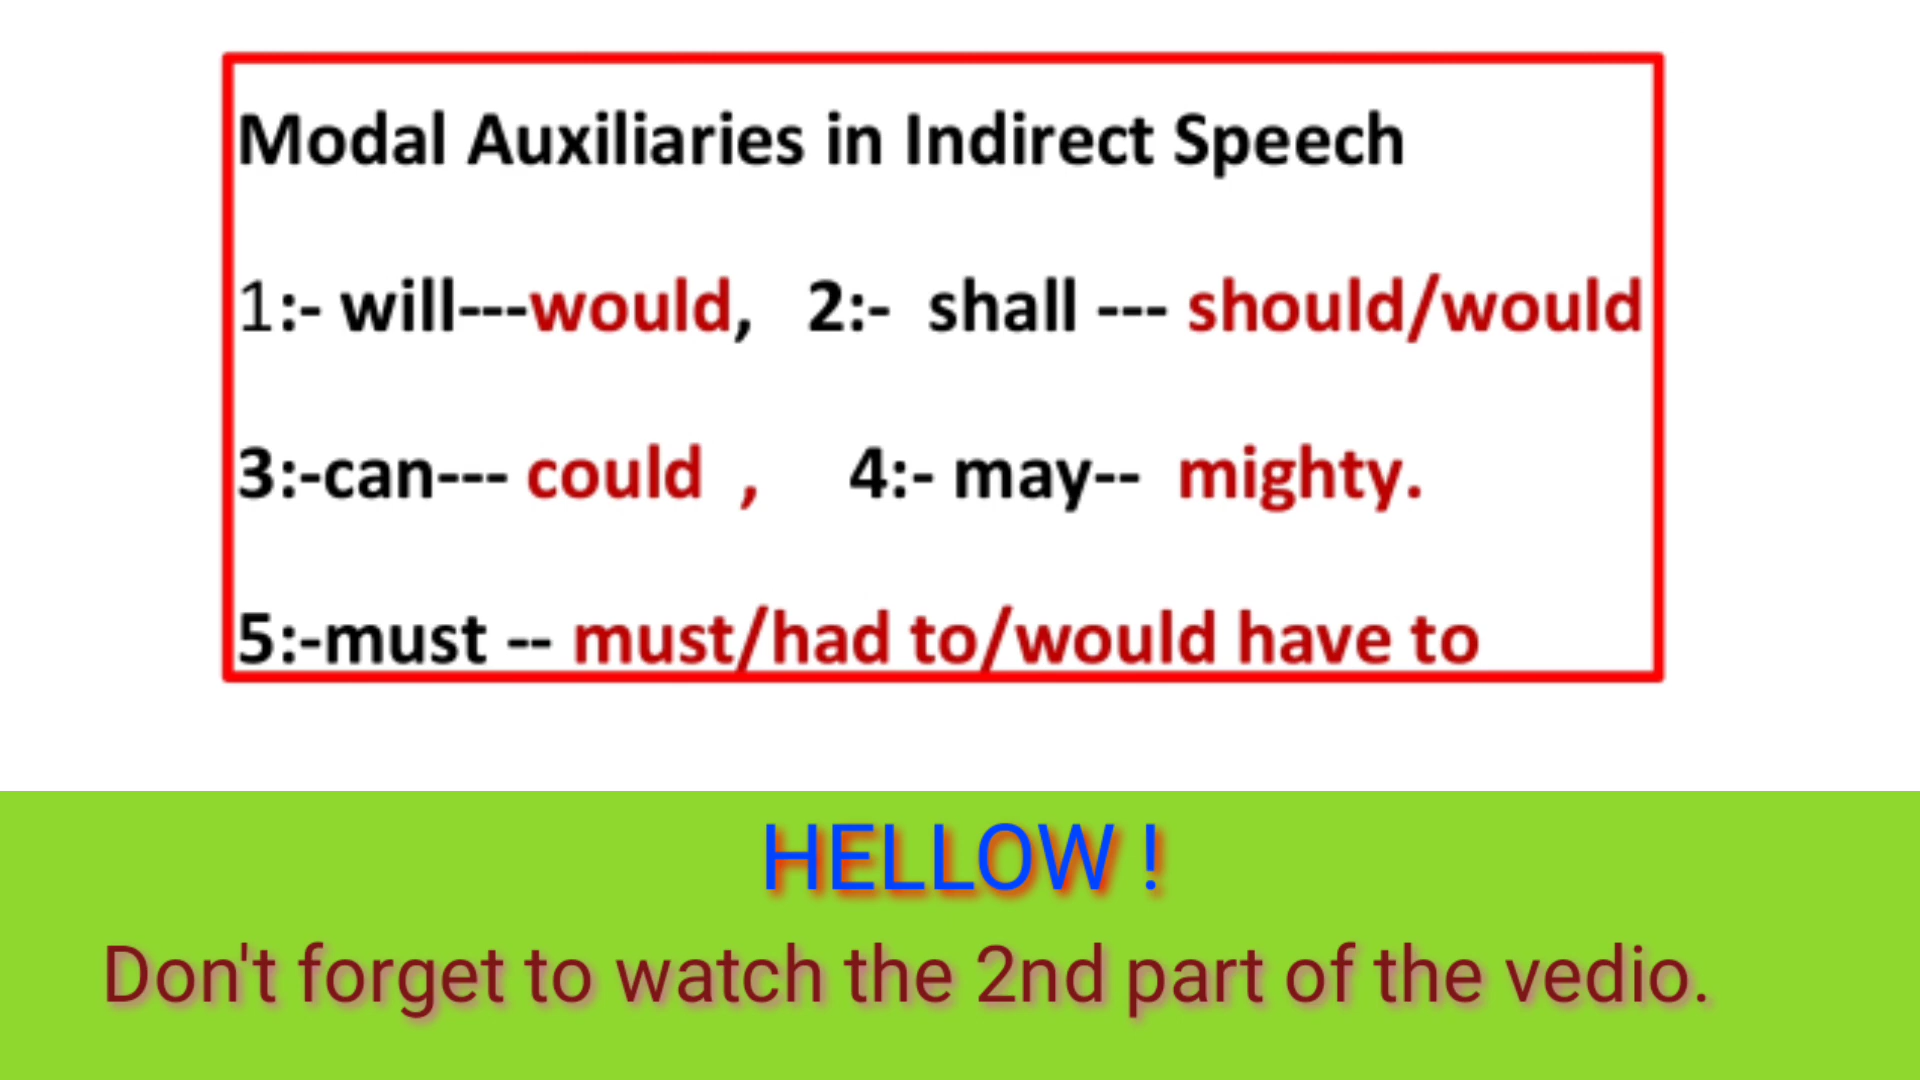 Modal Auxiliaries in Indirect Speech
1:- will---would,   2:-  shall --- should/would
3:-can--- could  ,     4:- may--  mighty.
5:-must -- must/had to/would have to
HELLOW !
Don't forget to watch the 2nd part of the vedio.